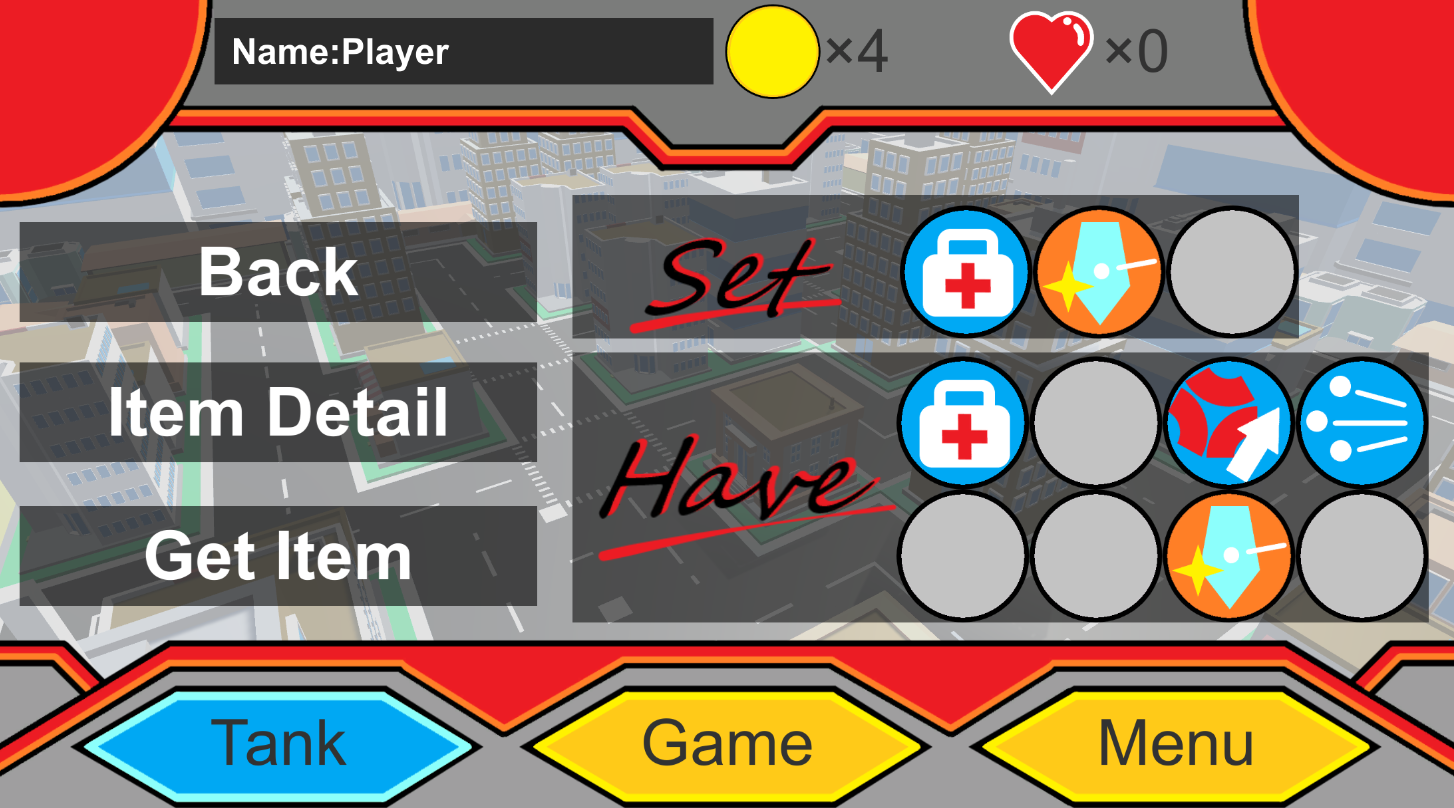 Name:Player
×4
×0
Back
Set
Item Detail
Have
Get Item
Tank
Game
Menu